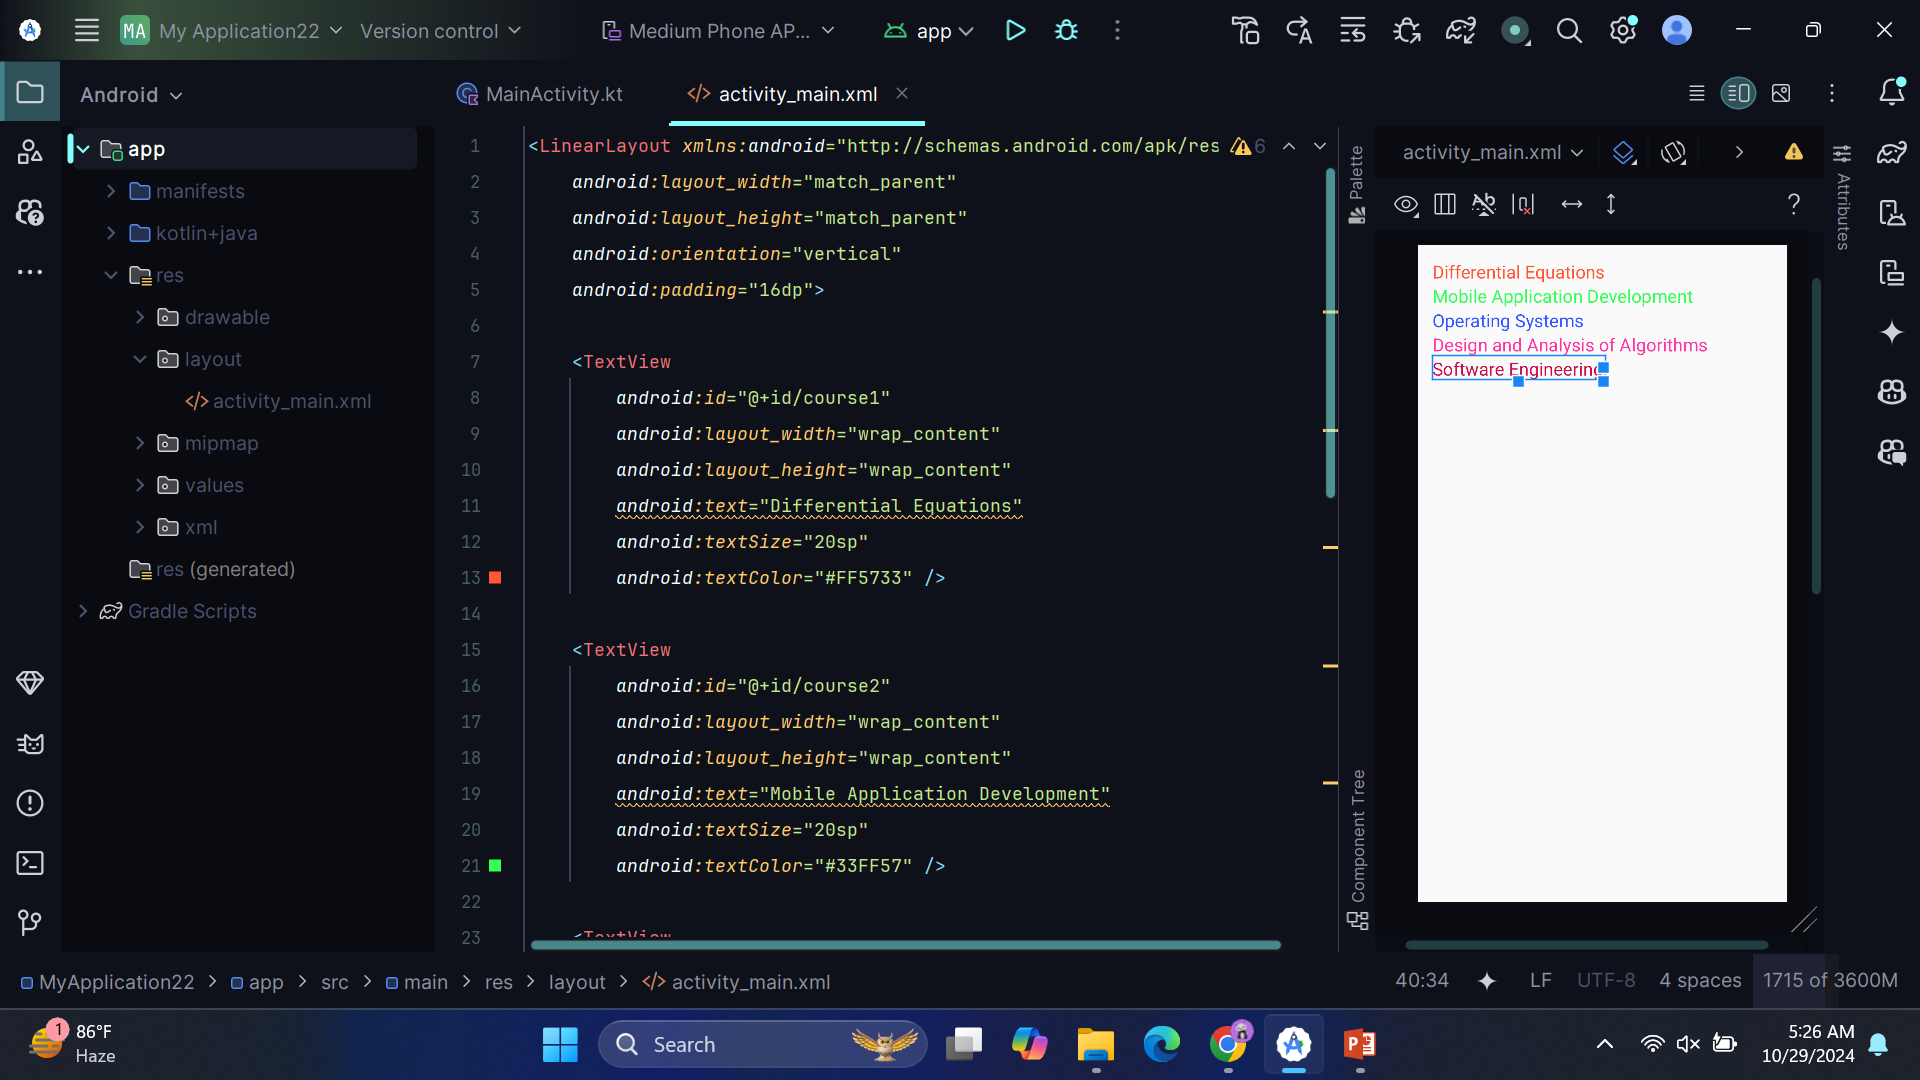 MA My Application22 Version control Medium Phone AP... app
Android MainActivity.kt activity_main.xml
app
manifests
kotlin+java
res
drawable
layout
activity_main.xml
mipmap
values
xml
res (generated)
Gradle Scripts
1 <LinearLayout xmlns:android="http://schemas.android.com/apk/res 6
2 android:layout_width="match_parent"
3 android:layout_height="match_parent"
4 android:orientation="vertical"
5 android:padding="16dp">
6
7 <TextView
8 android:id="@+id/course1"
9 android:layout_width="wrap_content"
10 android:layout_height="wrap_content"
11 android:text="Differential Equations"
12 android:textSize="20sp"
13 android:textColor="#FF5733" />
14
15 <TextView
16 android:id="@+id/course2"
17 android:layout_width="wrap_content"
18 android:layout_height="wrap_content"
19 android:text="Mobile Application Development"
20 android:textSize="20sp"
21 android:textColor="#33FF57" />
22
23 <TextView
Palette
Component Tree
activity_main.xml
?
Attributes
Differential Equations
Mobile Application Development
Operating Systems
Design and Analysis of Algorithms
Software Engineering
MyApplication22 > app > src > main > res > layout > activity_main.xml
40:34 LF UTF-8 4 spaces 1715 of 3600M
1 86°F
Haze
Search
5:26 AM
10/29/2024